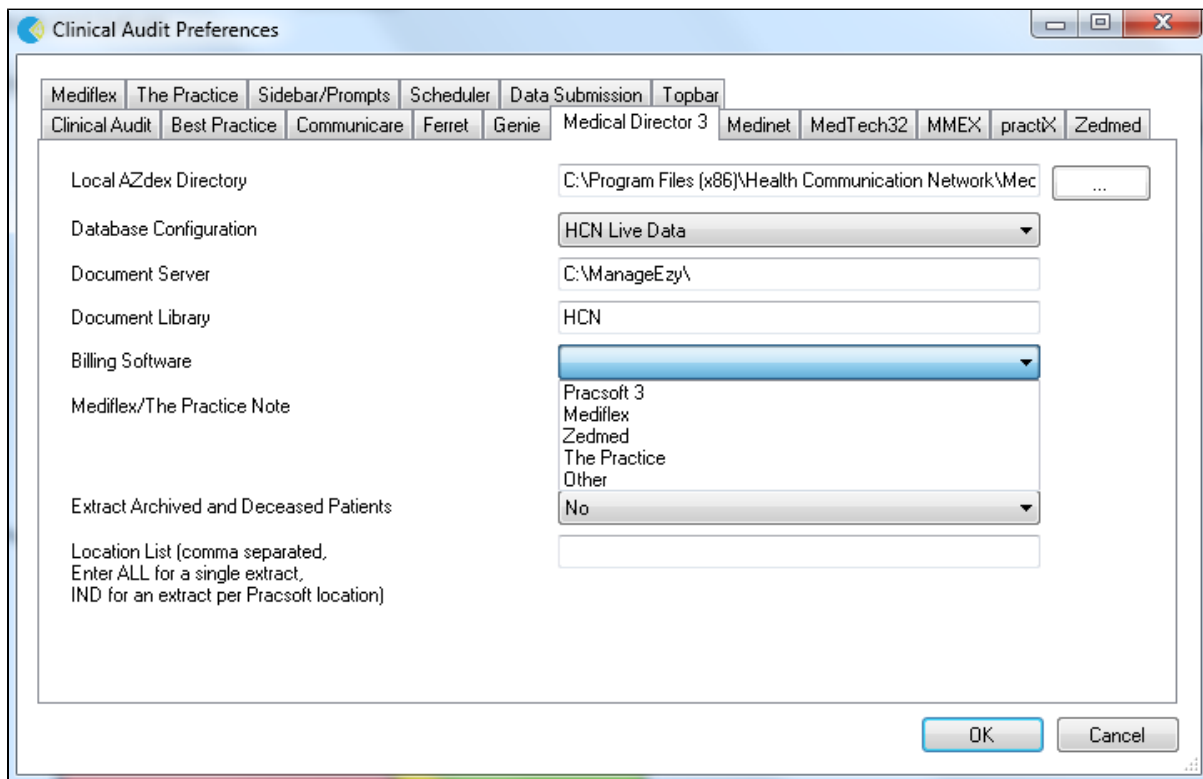 Clinical Audit Preferences
Mediflex The Practice Sidebar/Prompts Scheduler Data Submission Topbar
Clinical Audit Best Practice Communicare Ferret Genie Medical Director 3 Medinet MedTech32 MMEX practiX Zedmed
Local AZdex Directory C:\Program Files (x86)\Health Communication Network\Mec ...
Database Configuration HCN Live Data
Document Server C:\ManageEzy\
Document Library HCN
Billing Software
Pracsoft 3
Mediflex/The Practice Note Mediflex
Zedmed
The Practice
Other
Extract Archived and Deceased Patients No
Location List (comma separated,
Enter ALL for a single extract,
IND for an extract per Pracsoft location)
OK Cancel